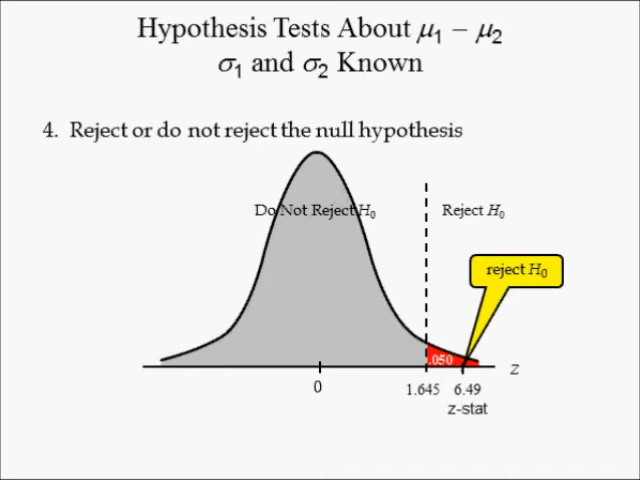 Hypothesis Tests About μ₁ − μ₂
σ₁ and σ₂ Known
4. Reject or do not reject the null hypothesis
Do Not Reject H₀
Reject H₀
reject H₀
.050
z
0
1.645
6.49
z-stat